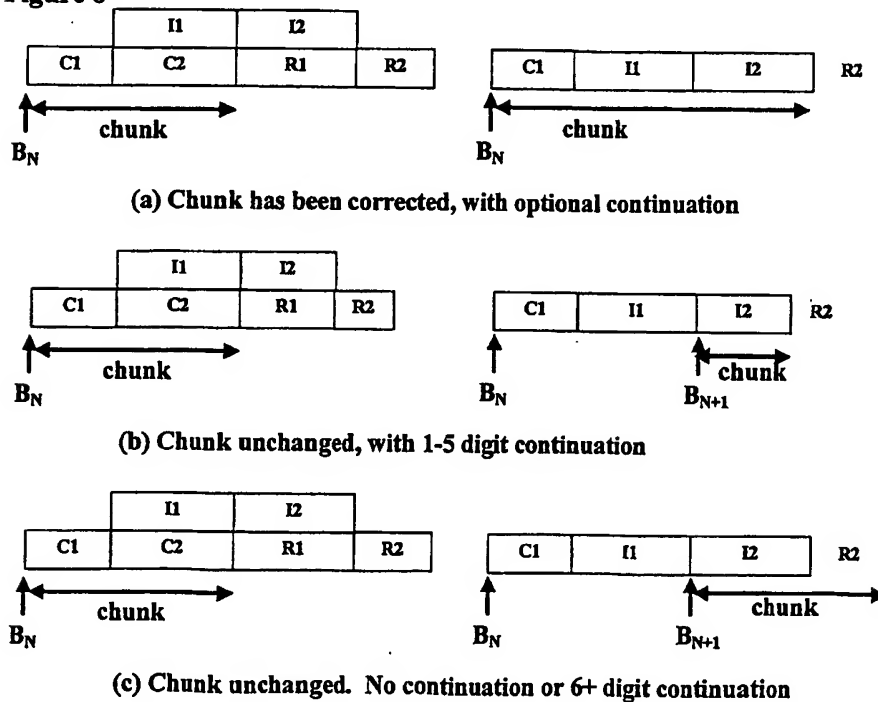 I1 I2 
C1 C2 R1 R2 C1 I1 I2 R2
chunk chunk
B_N B_N
(a) Chunk has been corrected, with optional continuation
I1 I2
C1 C2 R1 R2 C1 I1 I2 R2
chunk chunk
B_N B_N B_N+1
(b) Chunk unchanged, with 1-5 digit continuation
I1 I2
C1 C2 R1 R2 C1 I1 I2 R2
chunk chunk
B_N B_N B_N+1
(c) Chunk unchanged. No continuation or 6+ digit continuation